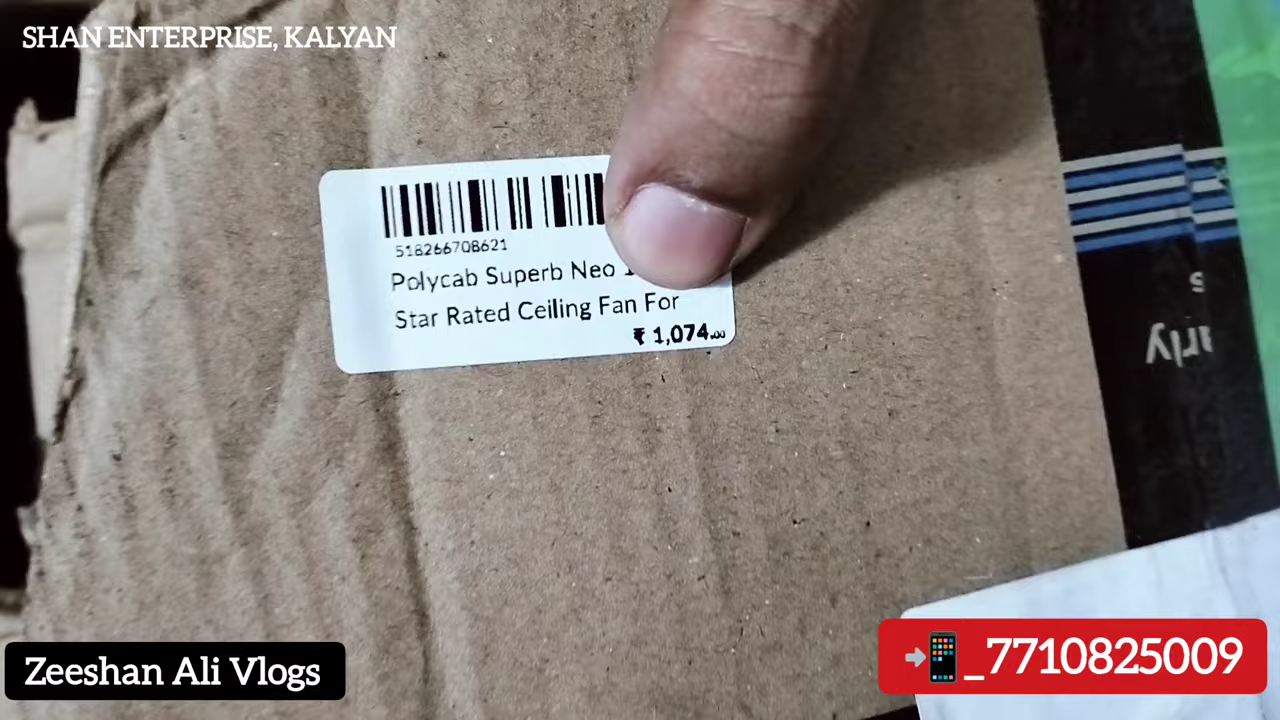 SHAN ENTERPRISE, KALYAN
518266708621
Polycab Superb Neo
Star Rated Ceiling Fan For
₹ 1,074.00
arly
Zeeshan Ali Vlogs
_7710825009